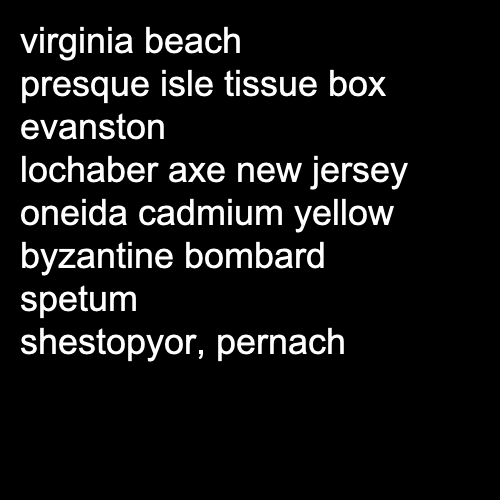 virginia beach
presque isle tissue box
evanston
lochaber axe new jersey
oneida cadmium yellow
byzantine bombard
spetum
shestopyor, pernach